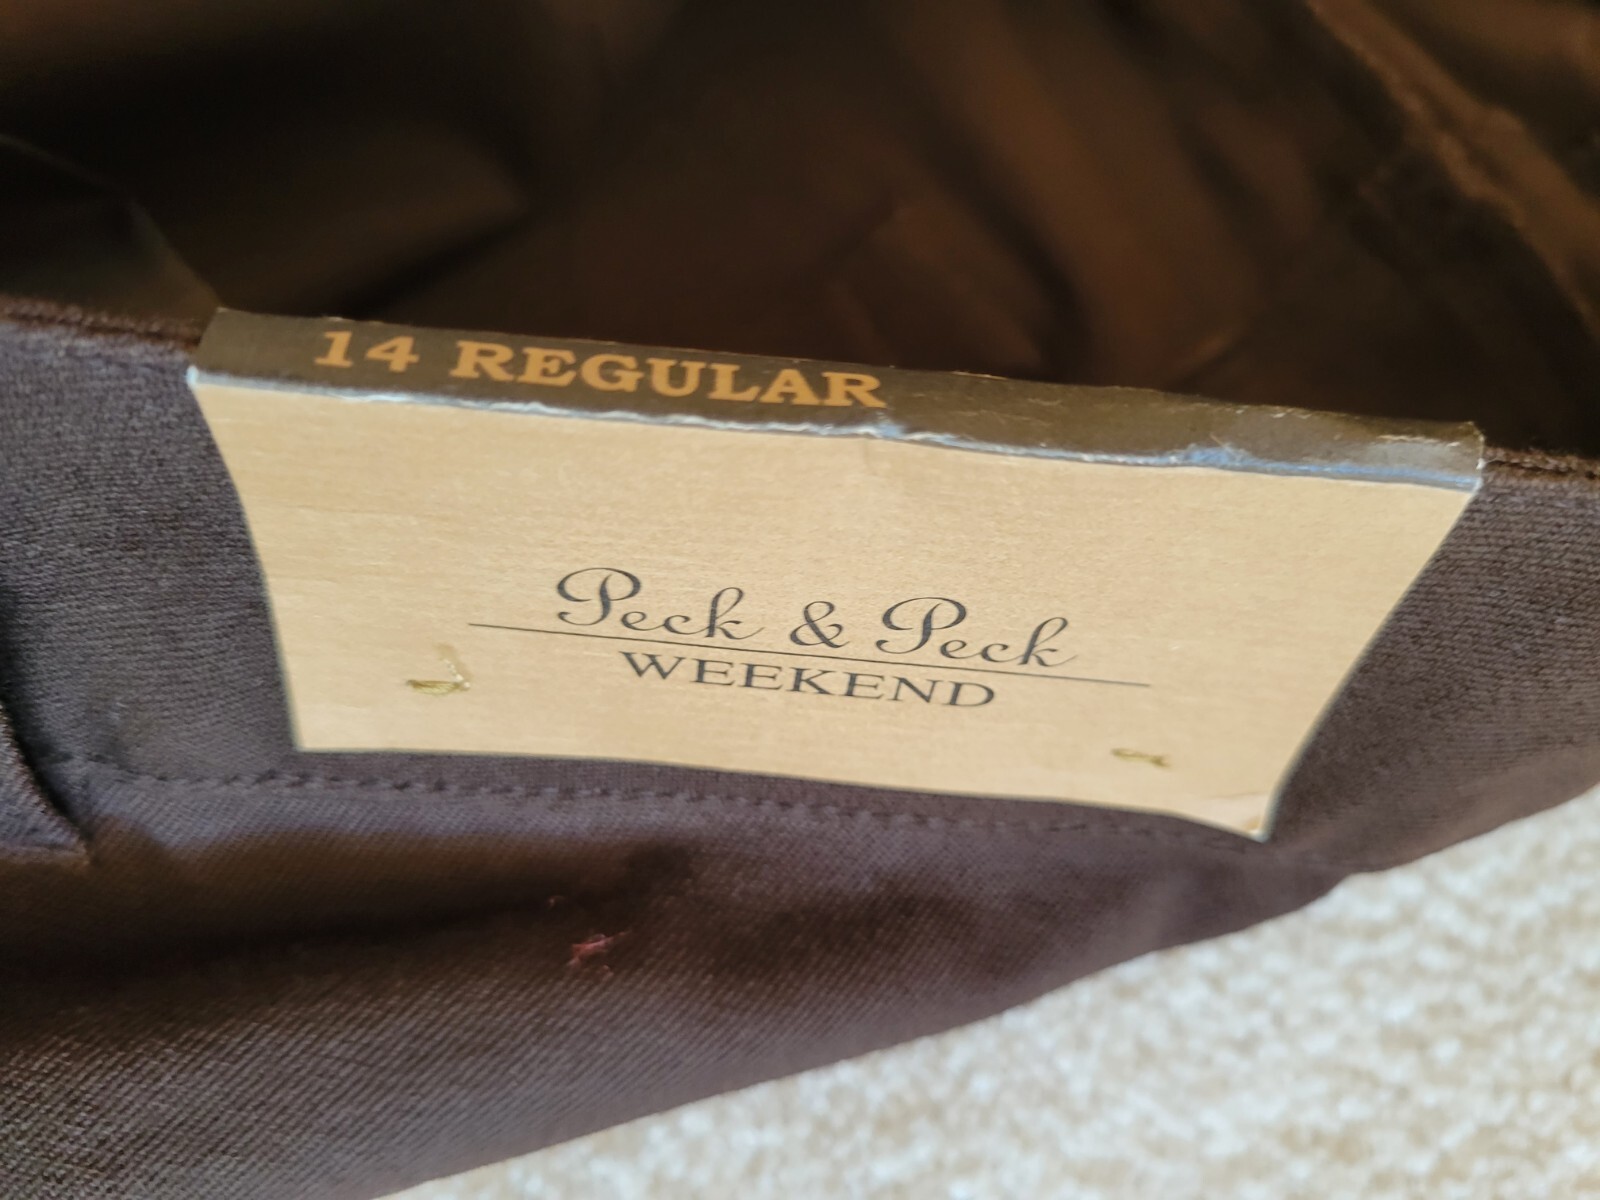 14 REGULAR
Peck & Peck
WEEKEND